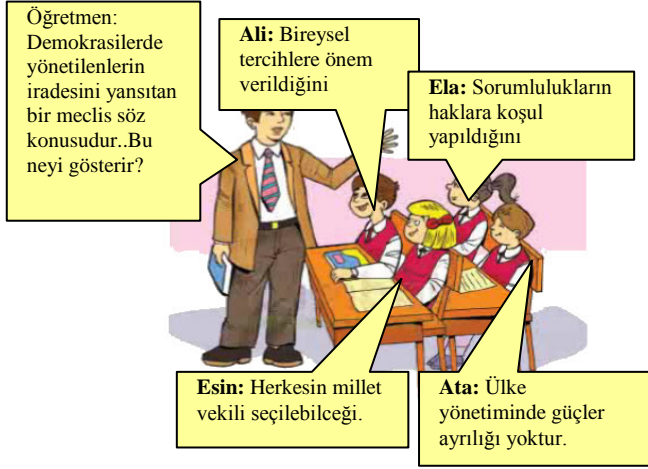 Öğretmen:
Demokrasilerde
yönetilenlerin
iradesini yansıtan
bir meclis söz
konusudur..Bu
neyi gösterir?
Ali: Bireysel
tercihlere önem
verildiğini
Ela: Sorumlulukların
haklara koşul
yapıldığını
Esin: Herkesin millet
vekili seçilebilceği.
Ata: Ülke
yönetiminde güçler
ayrılığı yoktur.